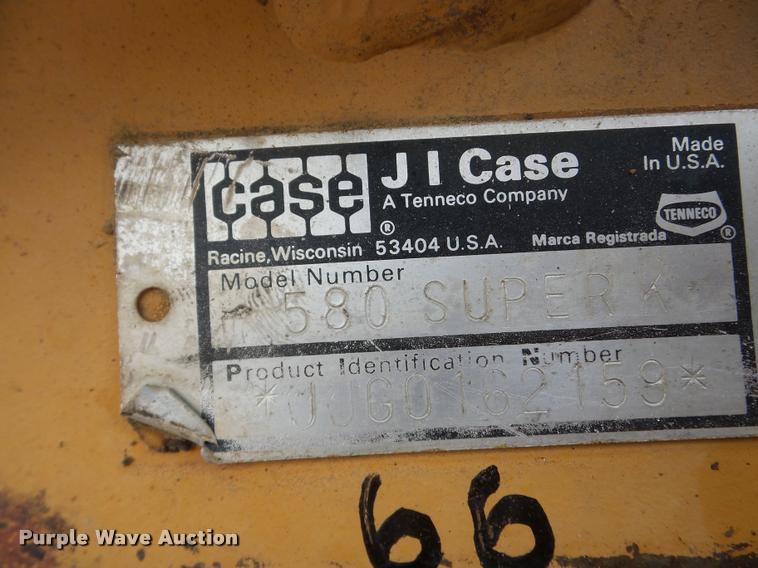 case J I Case
A Tenneco Company
Made
In U.S.A.
TENNECO
®
®
Racine, Wisconsin 53404 U.S.A. Marca Registrada
Model Number
580 SUPER K
Product Identification Number
*JJG0162159*
66
Purple Wave Auction